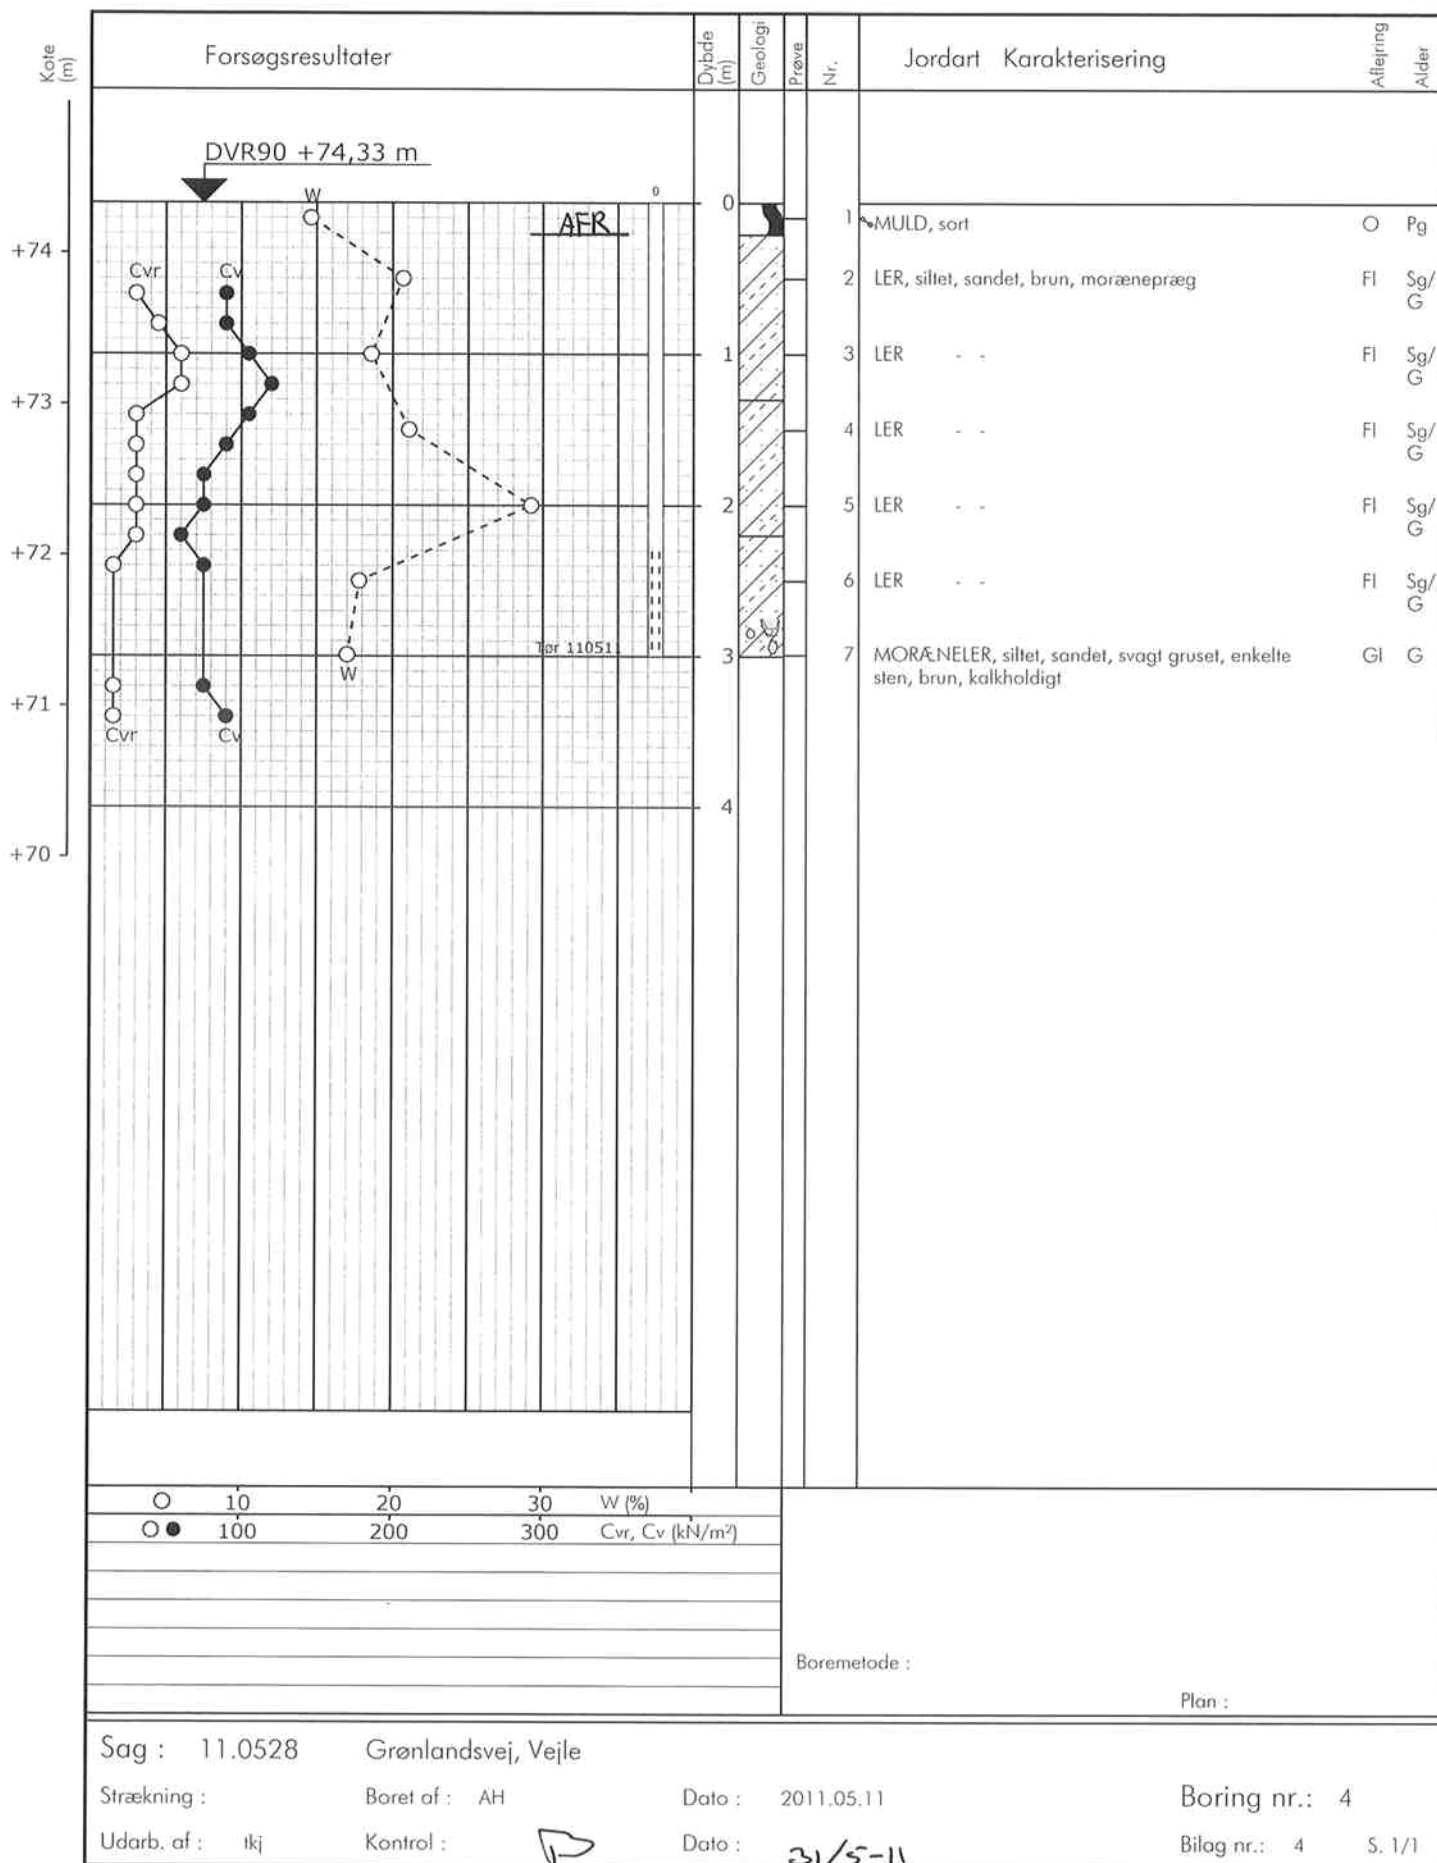 Kote (m)
Forsøgsresultater
Dybde (m)
Geologi
Prøve
Nr.
Jordart Karakterisering
Aflejring
Alder
DVR90 +74,33 m
W
0
0
AFR
1 MULD, sort O Pg
+74
Cvr Cv
2 LER, siltet, sandet, brun, morænepræg Fl Sg/
G
1
3 LER - - Fl Sg/
G
+73
4 LER - - Fl Sg/
G
2
5 LER - - Fl Sg/
G
+72
6 LER - - Fl Sg/
G
Tør 110511
3
W
7 MORÆNELER, siltet, sandet, svagt gruset, enkelte Gl G
sten, brun, kalkholdigt
+71
Cvr Cv
4
+70
10 20 30 W (%)
100 200 300 Cvr, Cv (kN/m²)
Boremetode :
Plan :
Sag : 11.0528 Grønlandsvej, Vejle
Strækning : Boret af : AH Dato : 2011.05.11 Boring nr.: 4
Udarb. af : tkj Kontrol : Dato : 31/5-11 Bilag nr.: 4 S. 1/1